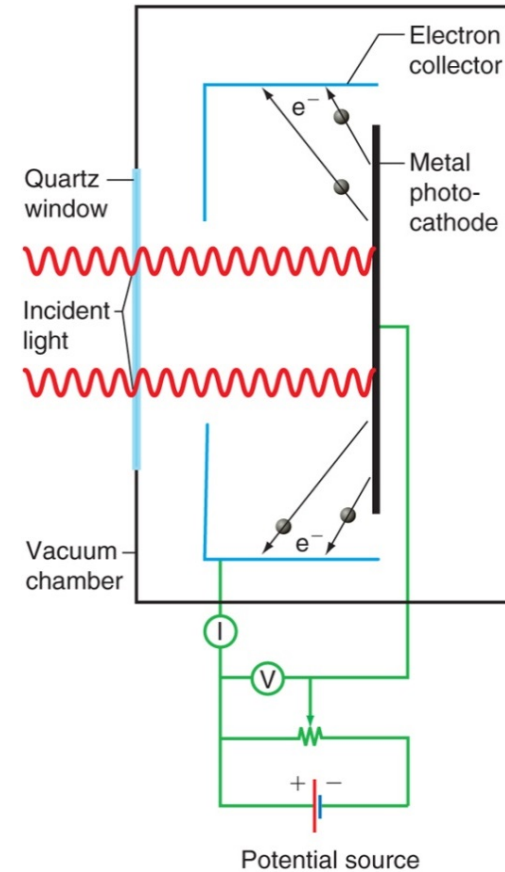 Electron
collector
e⁻
Metal
photo-
cathode
Quartz
window
Incident
light
e⁻
Vacuum
chamber
I
V
+ −
Potential source